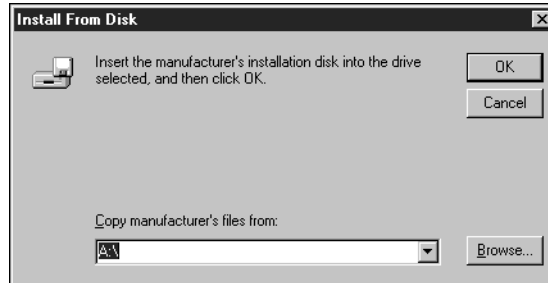 Install From Disk
Insert the manufacturer's installation disk into the drive
selected, and then click OK.
OK
Cancel
Copy manufacturer's files from:
A:\
Browse...